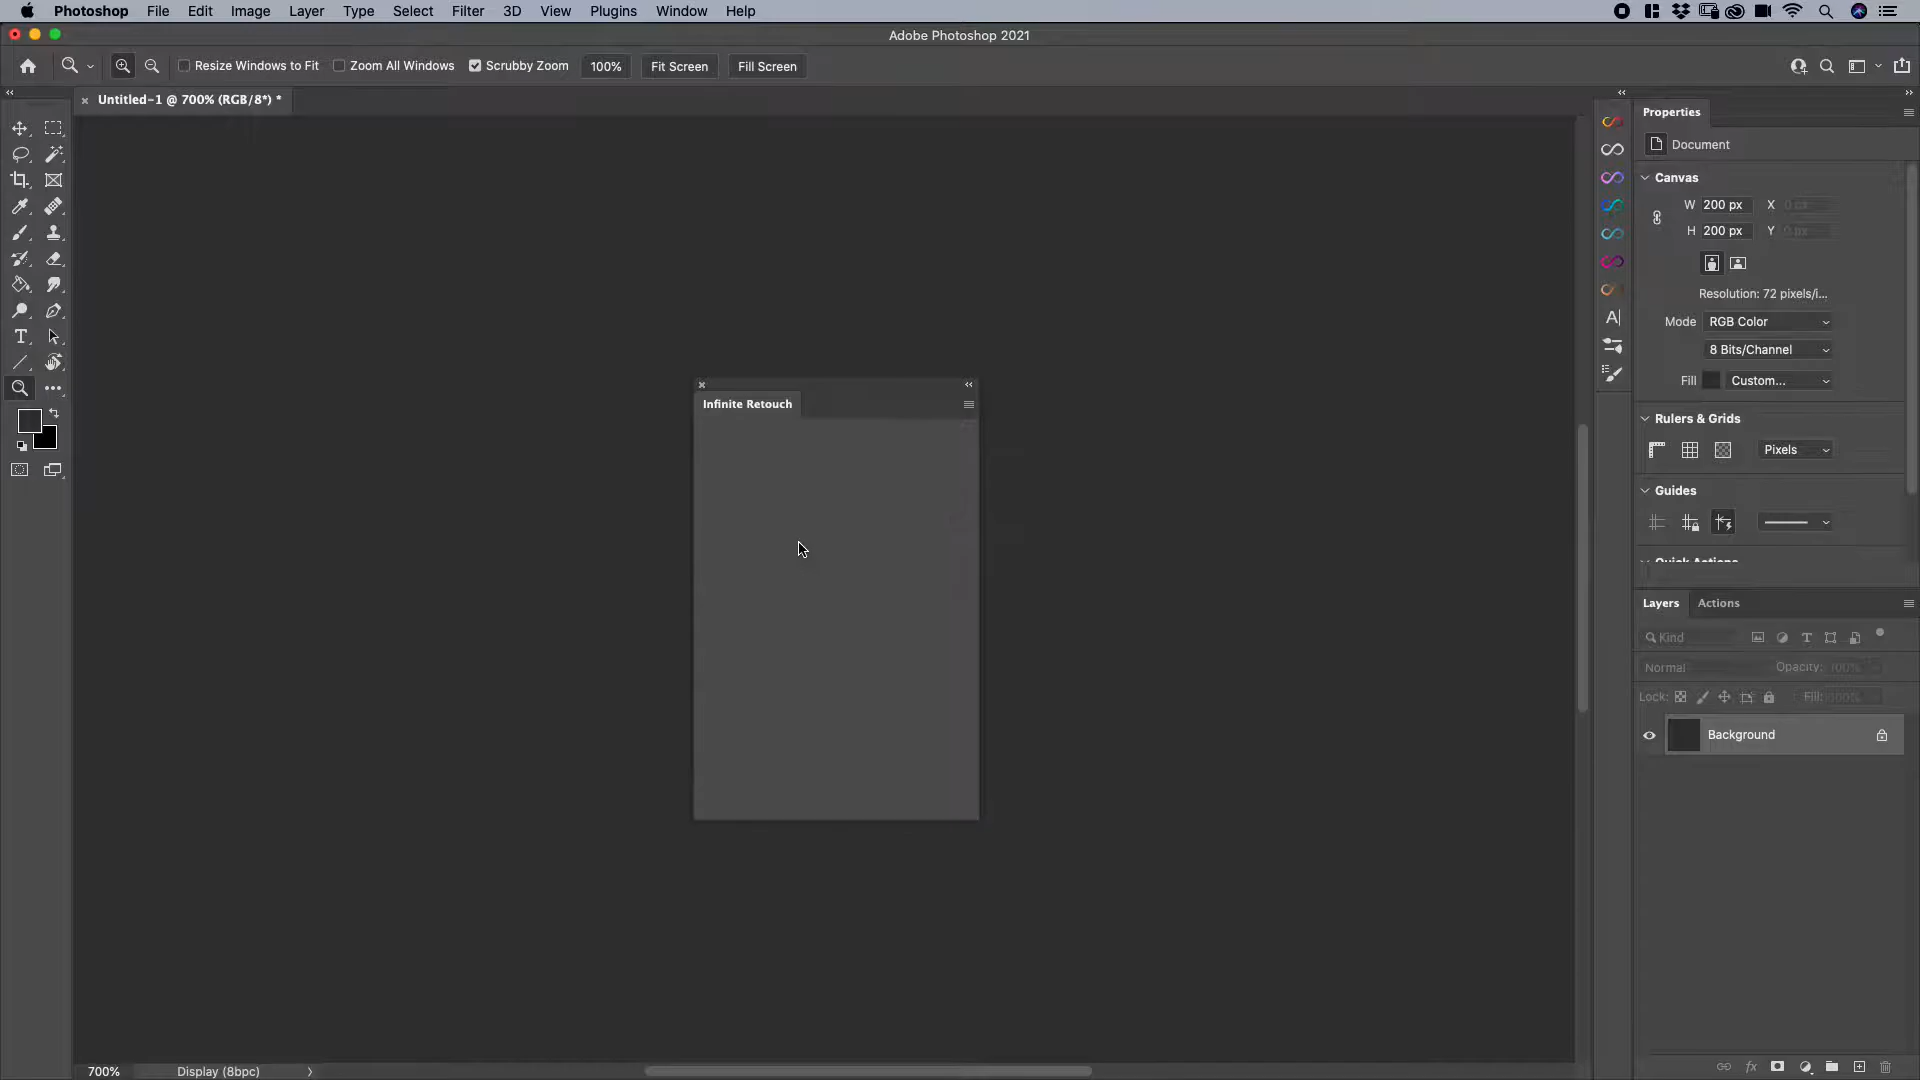 Photoshop File Edit Image Layer Type Select Filter 3D View Plugins Window Help
Adobe Photoshop 2021
Resize Windows to Fit Zoom All Windows Scrubby Zoom 100% Fit Screen Fill Screen
Untitled-1 @ 700% (RGB/8*) *
Properties
Document
Canvas
W 200 px X 0 px
H 200 px Y 0 px
Resolution: 72 pixels/i...
Mode RGB Color
8 Bits/Channel
Fill Custom...
Rulers & Grids
Pixels
Guides
Quick Actions
Infinite Retouch
Layers Actions
Kind
Normal Opacity: 100%
Lock: Fill: 100%
Background
700% Display (8bpc)